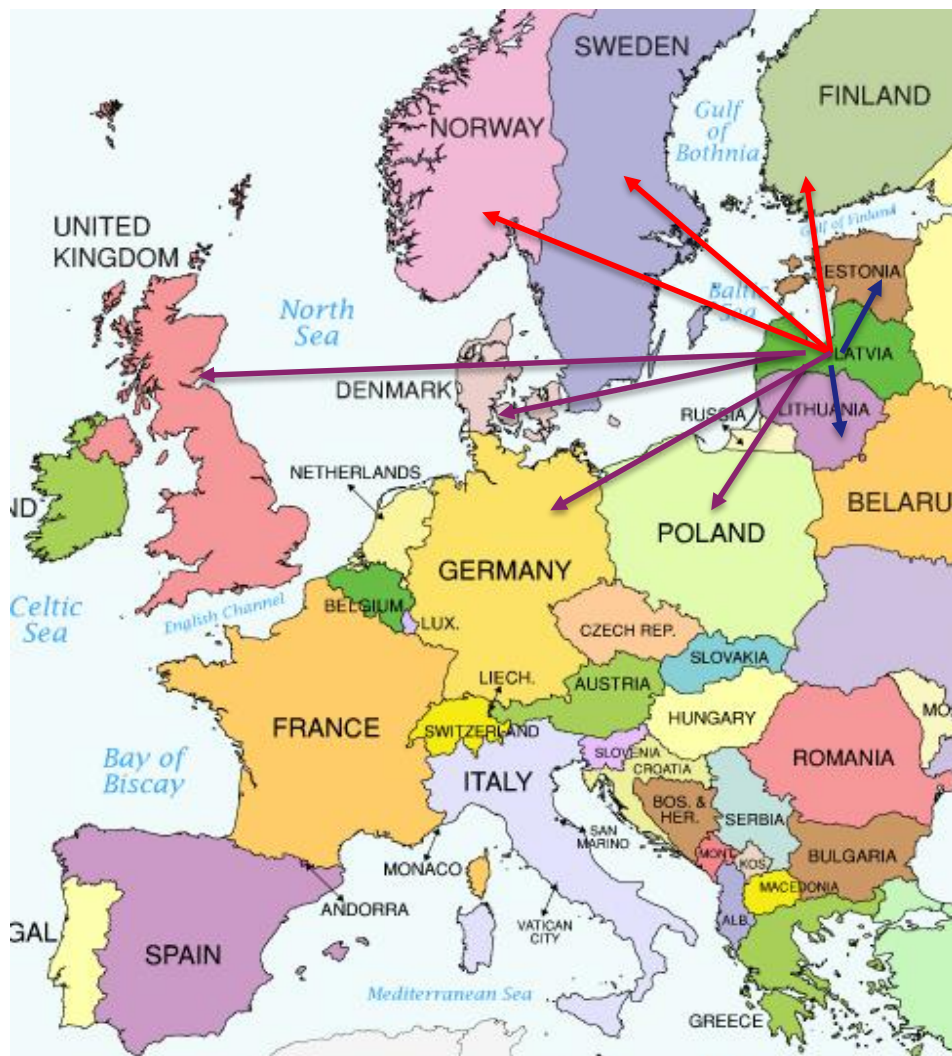 SWEDEN
FINLAND
NORWAY
Gulf
of
Bothnia
UNITED
KINGDOM
Gulf of Finland
ESTONIA
Baltic
Sea
North
Sea
LATVIA
DENMARK
LITHUANIA
RUSSIA
NETHERLANDS
ND
BELARU
POLAND
GERMANY
Celtic
Sea
English Channel
BELGIUM
LUX.
CZECH REP.
SLOVAKIA
LIECH.
AUSTRIA
HUNGARY
MO
FRANCE
SWITZERLAND
SLOVENIA
CROATIA
ROMANIA
Bay of
Biscay
ITALY
BOS. &
HER.
SERBIA
SAN
MARINO
MONT.
KOS.
BULGARIA
MONACO
MACEDONIA
ANDORRA
VATICAN
CITY
ALB.
GAL
SPAIN
Mediterranean Sea
GREECE